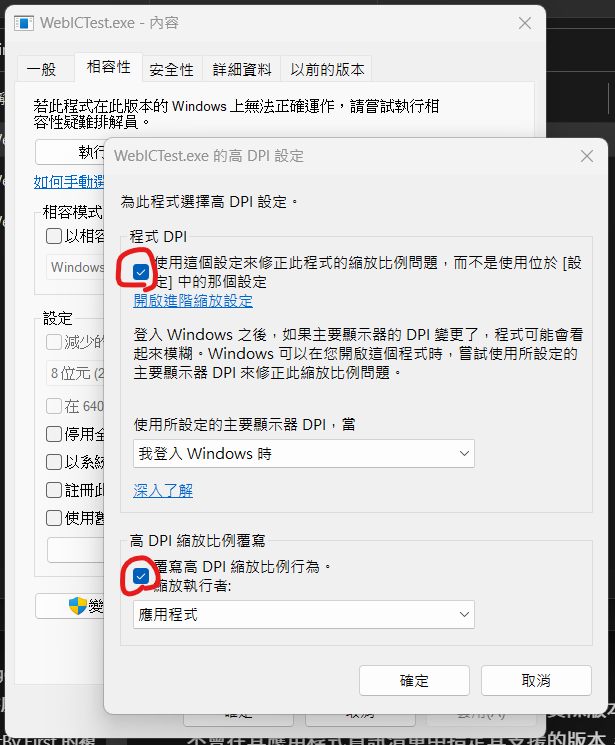 WebICTest.exe - 內容
一般
相容性
安全性
詳細資料
以前的版本
若此程式在此版本的 Windows 上無法正確運作，請嘗試執行相
容性疑難排解員。
執行
如何手動選
相容模式
以相容
Windows
設定
減少的
8 位元 (2
在 640
停用全
以系統
註冊此
使用舊
變
WebICTest.exe 的高 DPI 設定
為此程式選擇高 DPI 設定。
程式 DPI
使用這個設定來修正此程式的縮放比例問題，而不是使用位於 [設
定] 中的那個設定
開啟進階縮放設定
登入 Windows 之後，如果主要顯示器的 DPI 變更了，程式可能會看
起來模糊。Windows 可以在您開啟這個程式時，嘗試使用所設定的
主要顯示器 DPI 來修正此縮放比例問題。
使用所設定的主要顯示器 DPI，當
我登入 Windows 時
深入了解
高 DPI 縮放比例覆寫
覆寫高 DPI 縮放比例行為。
縮放執行者:
應用程式
確定
取消
By First 的複
的版本